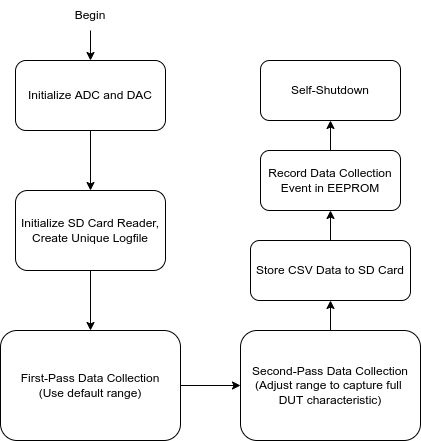 Begin
Initialize ADC and DAC
Initialize SD Card Reader,
Create Unique Logfile
First-Pass Data Collection
(Use default range)
Second-Pass Data Collection
(Adjust range to capture full
DUT characteristic)
Store CSV Data to SD Card
Record Data Collection
Event in EEPROM
Self-Shutdown